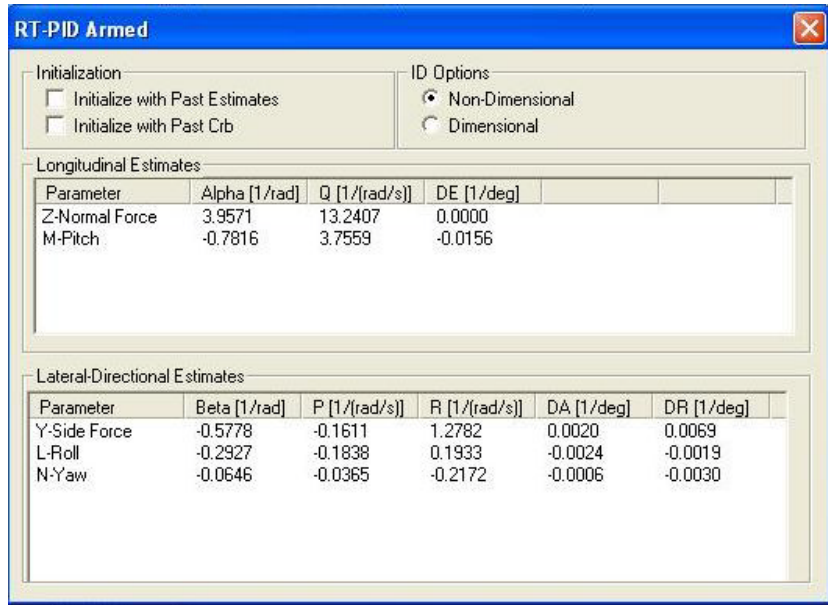 RT-PID Armed
Initialization
Initialize with Past Estimates
Initialize with Past Crb
ID Options
Non-Dimensional
Dimensional
Longitudinal Estimates
Parameter Alpha [1/rad] Q [1/(rad/s)] DE [1/deg]
Z-Normal Force 3.9571 13.2407 0.0000
M-Pitch -0.7816 3.7559 -0.0156
Lateral-Directional Estimates
Parameter Beta [1/rad] P [1/(rad/s)] R [1/(rad/s)] DA [1/deg] DR [1/deg]
Y-Side Force -0.5778 -0.1611 1.2782 0.0020 0.0069
L-Roll -0.2927 -0.1838 0.1933 -0.0024 -0.0019
N-Yaw -0.0646 -0.0365 -0.2172 -0.0006 -0.0030